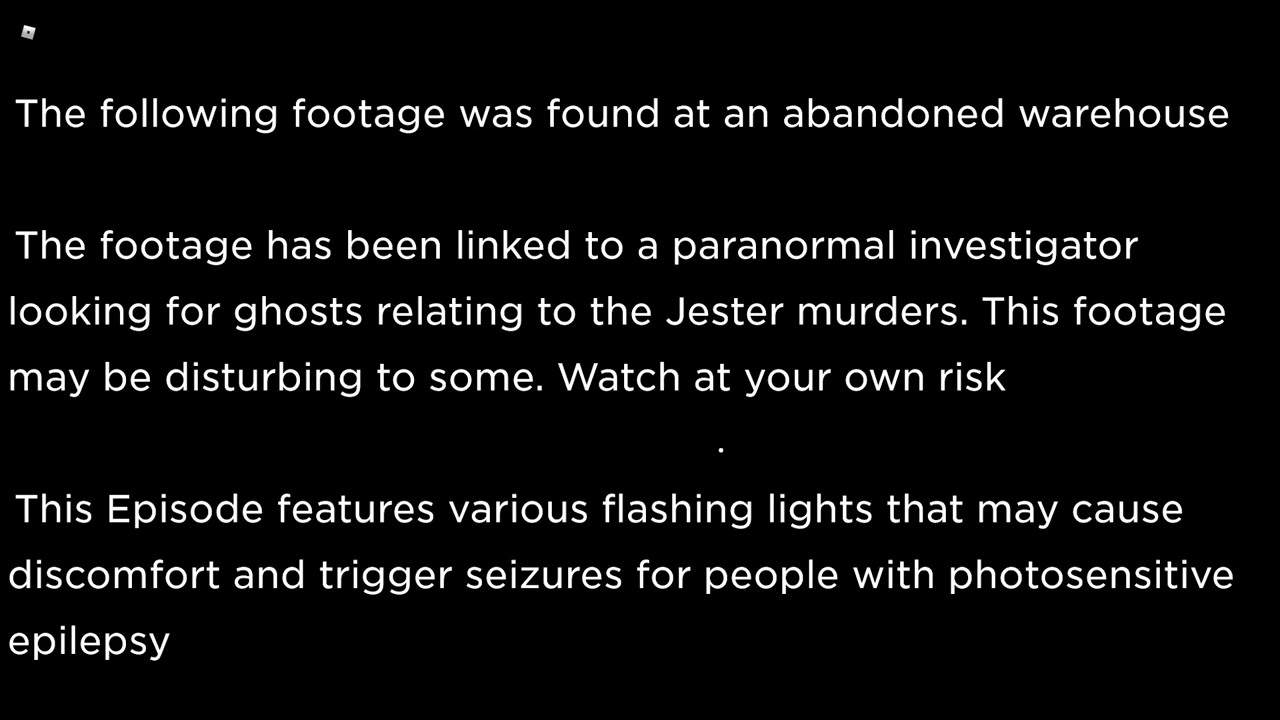 The following footage was found at an abandoned warehouse
The footage has been linked to a paranormal investigator
looking for ghosts relating to the Jester murders. This footage
may be disturbing to some. Watch at your own risk
.
This Episode features various flashing lights that may cause
discomfort and trigger seizures for people with photosensitive
epilepsy